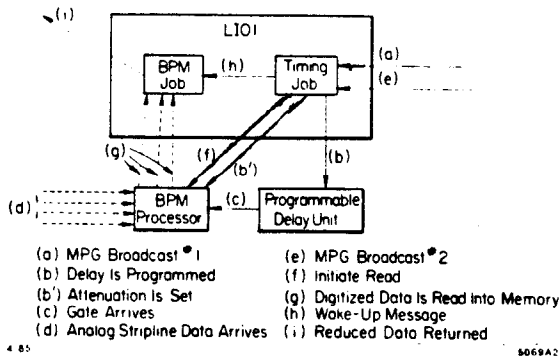 (i)
LIO1
BPM
Job
(h)
Timing
Job
(a)
(e)
(g)
(f)
(b')
(b)
(d)
BPM
Processor
(c)
Programmable
Delay Unit
(a) MPG Broadcast #1
(b) Delay Is Programmed
(b') Attenuation Is Set
(c) Gate Arrives
(d) Analog Stripline Data Arrives
(e) MPG Broadcast #2
(f) Initiate Read
(g) Digitized Data Is Read Into Memory
(h) Wake-Up Message
(i) Reduced Data Returned
4 85
5069A2